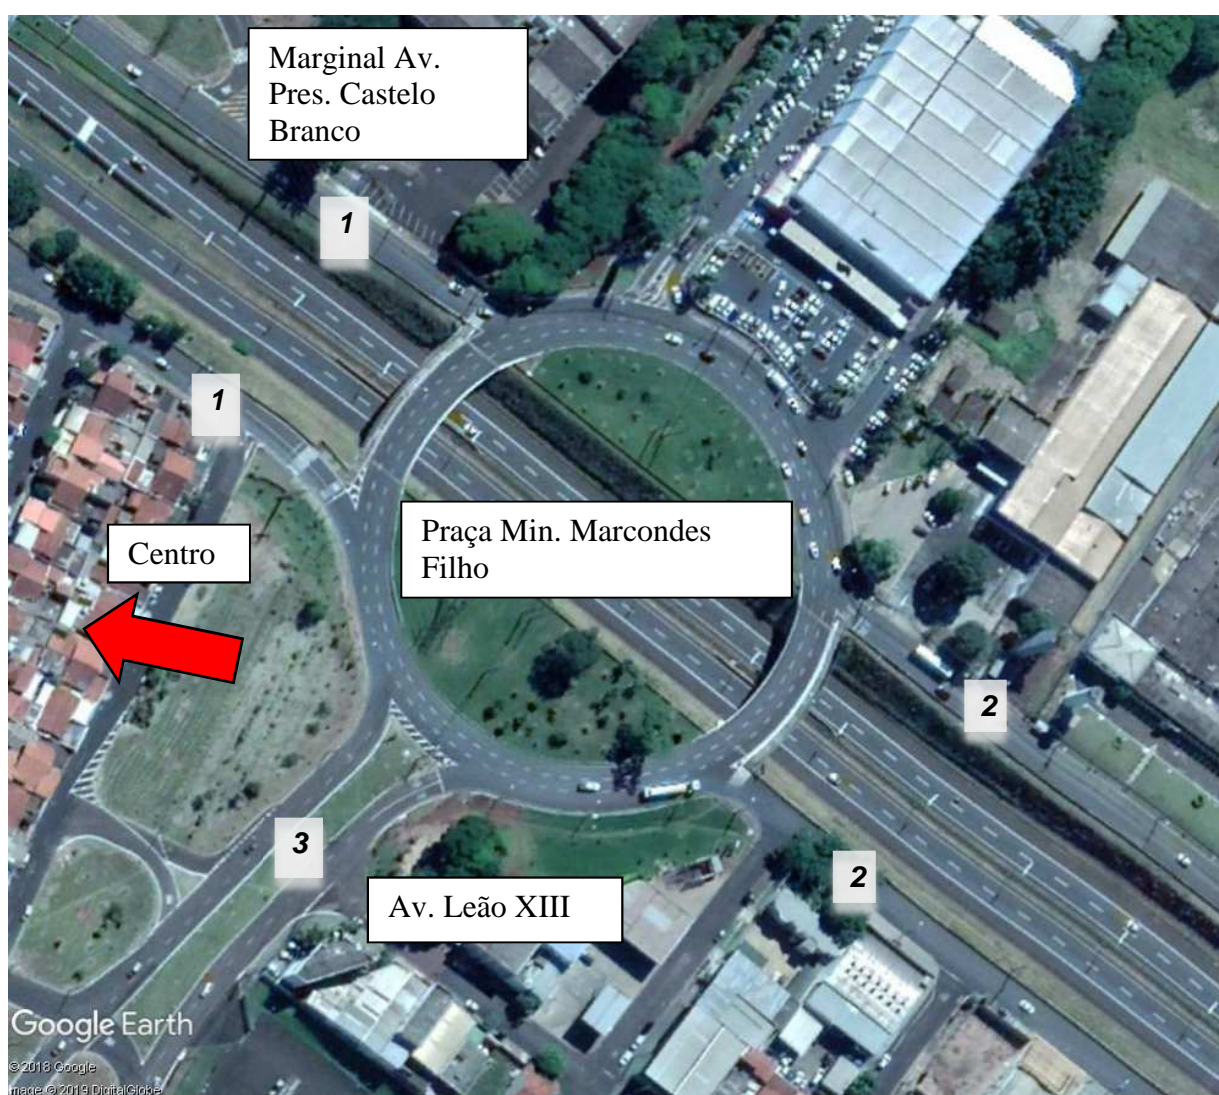 Marginal Av.
Pres. Castelo
Branco
1
1
Praça Min. Marcondes
Filho
Centro
2
3
2
Av. Leão XIII
Google Earth
© 2018 Google
Image © 2019 DigitalGlobe